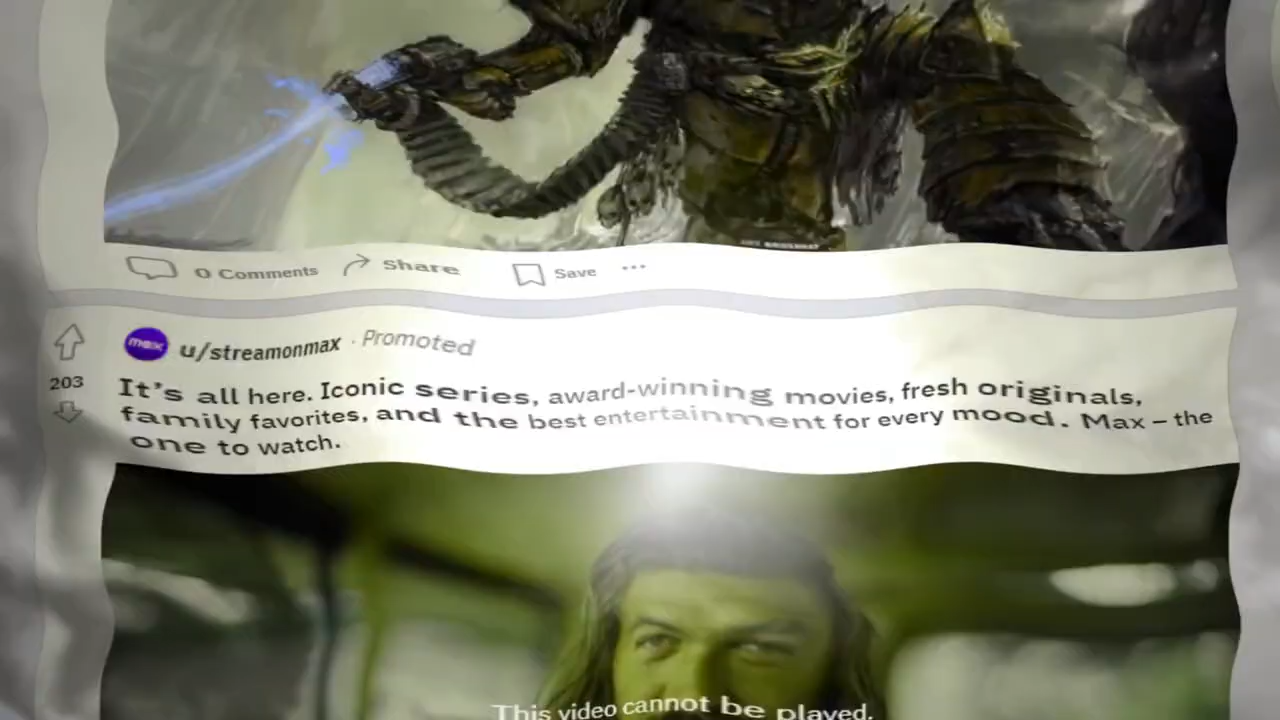 0 Comments Share Save ...
max u/streamonmax · Promoted
203
It's all here. Iconic series, award-winning movies, fresh originals,
family favorites, and the best entertainment for every mood. Max – the
one to watch.
This video cannot be played.